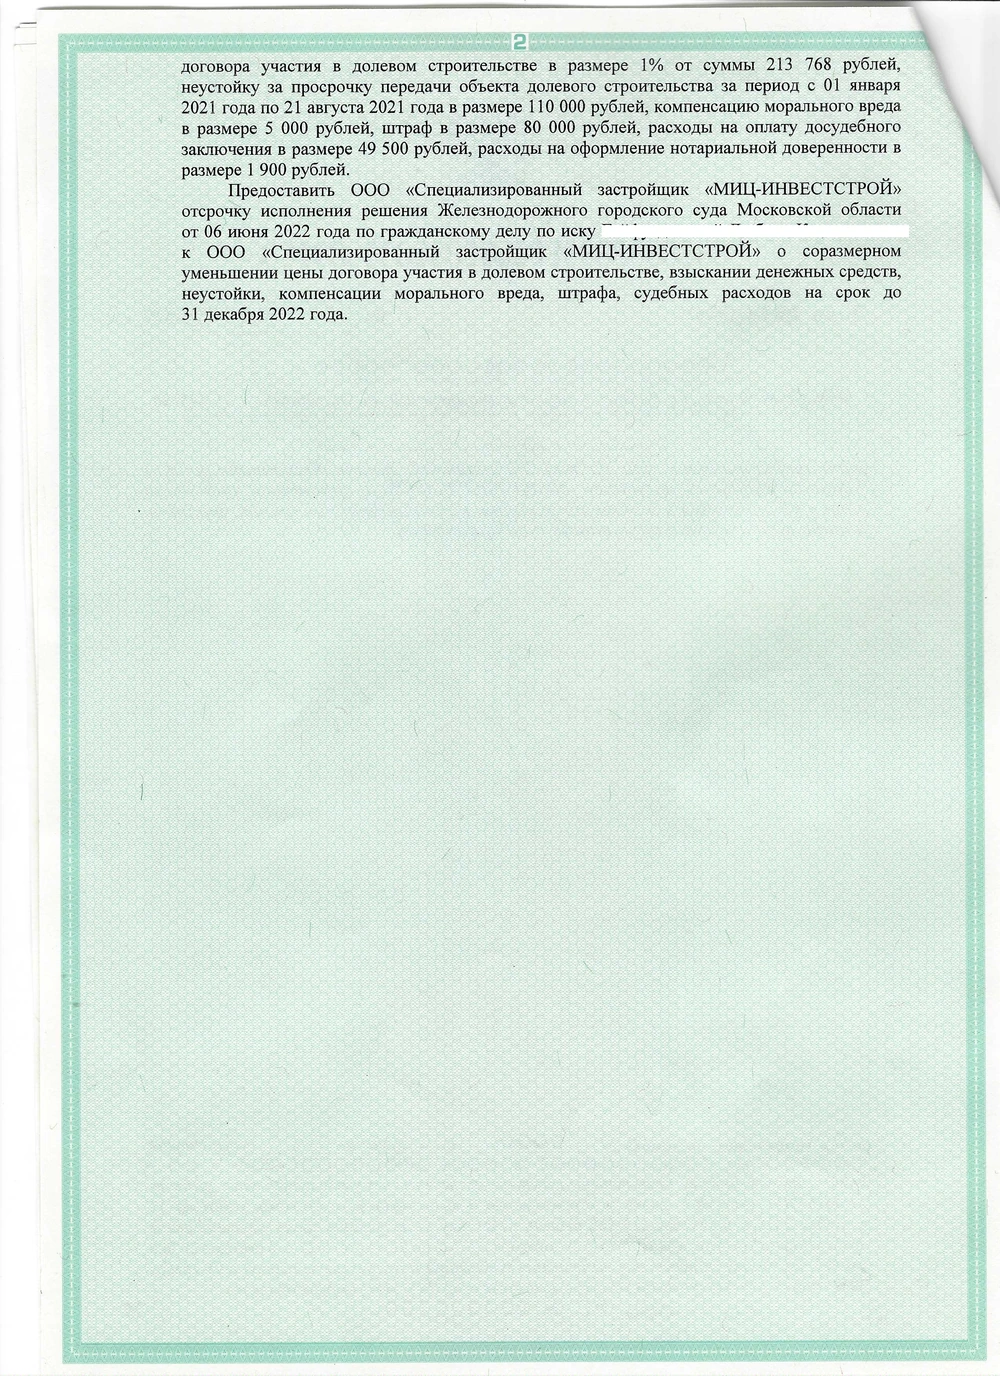 2
договора участия в долевом строительстве в размере 1% от суммы 213 768 рублей,
неустойку за просрочку передачи объекта долевого строительства за период с 01 января
2021 года по 21 августа 2021 года в размере 110 000 рублей, компенсацию морального вреда
в размере 5 000 рублей, штраф в размере 80 000 рублей, расходы на оплату досудебного
заключения в размере 49 500 рублей, расходы на оформление нотариальной доверенности в
размере 1 900 рублей.
Предоставить ООО «Специализированный застройщик «МИЦ-ИНВЕСТСТРОЙ»
отсрочку исполнения решения Железнодорожного городского суда Московской области
от 06 июня 2022 года по гражданскому делу по иску
к ООО «Специализированный застройщик «МИЦ-ИНВЕСТСТРОЙ» о соразмерном
уменьшении цены договора участия в долевом строительстве, взыскании денежных средств,
неустойки, компенсации морального вреда, штрафа, судебных расходов на срок до
31 декабря 2022 года.